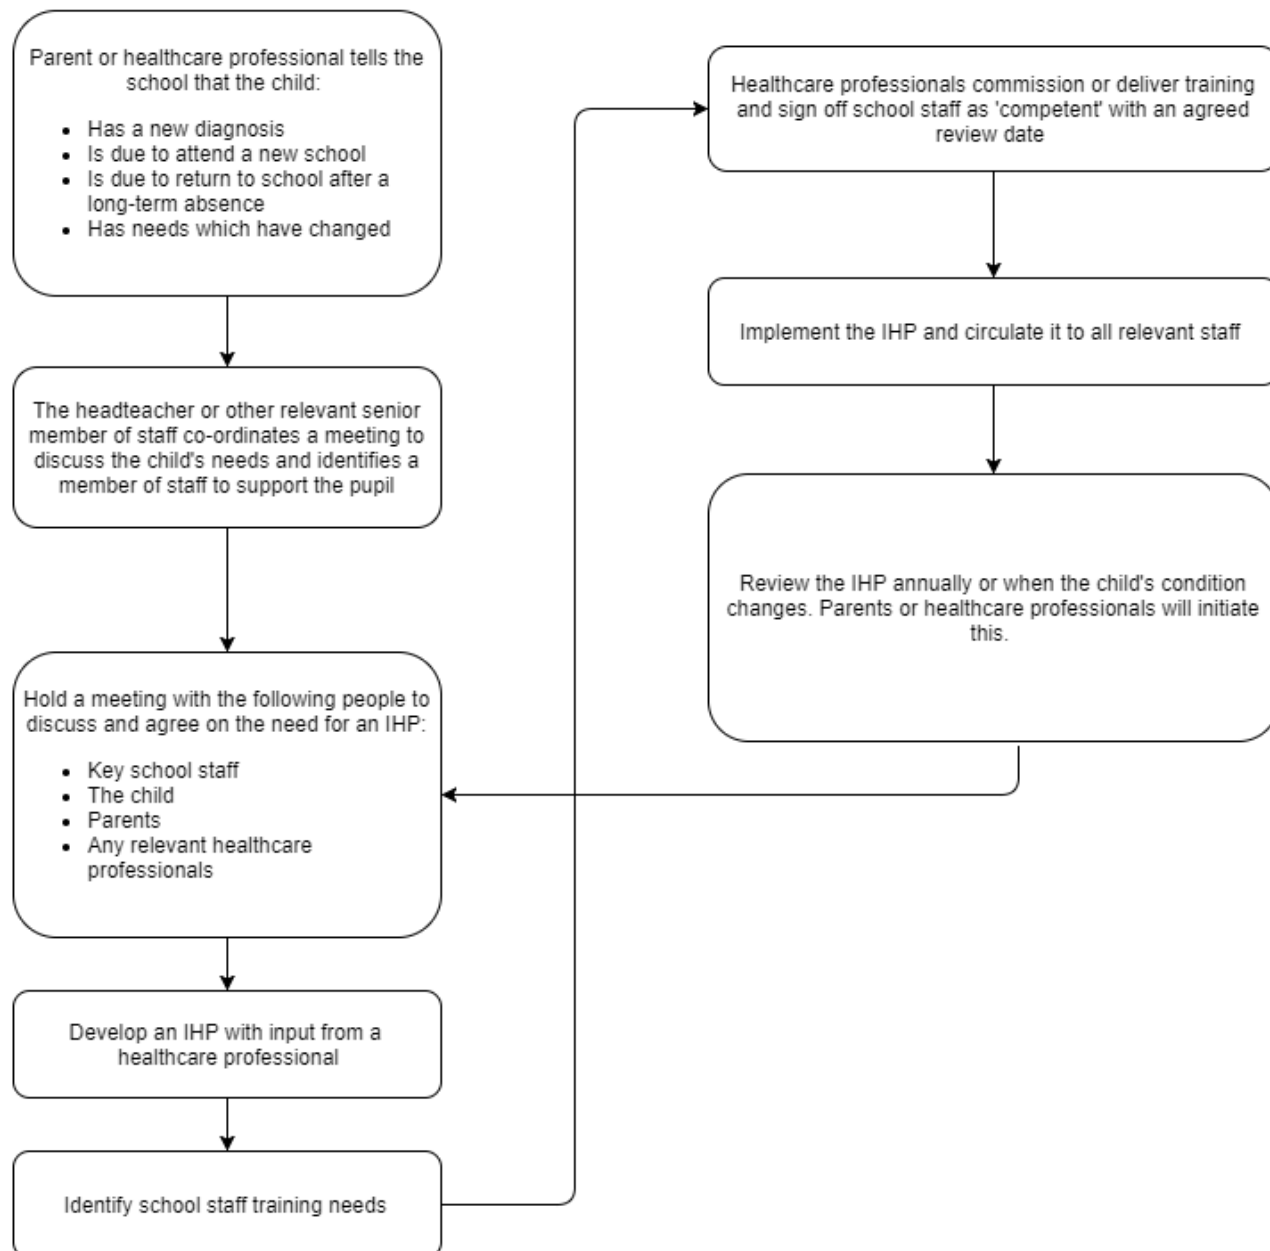 Parent or healthcare professional tells the
school that the child:
• Has a new diagnosis
• Is due to attend a new school
• Is due to return to school after a
long-term absence
• Has needs which have changed
The headteacher or other relevant senior
member of staff co-ordinates a meeting to
discuss the child's needs and identifies a
member of staff to support the pupil
Hold a meeting with the following people to
discuss and agree on the need for an IHP:
• Key school staff
• The child
• Parents
• Any relevant healthcare
professionals
Develop an IHP with input from a
healthcare professional
Identify school staff training needs
Healthcare professionals commission or deliver training
and sign off school staff as 'competent' with an agreed
review date
Implement the IHP and circulate it to all relevant staff
Review the IHP annually or when the child's condition
changes. Parents or healthcare professionals will initiate
this.